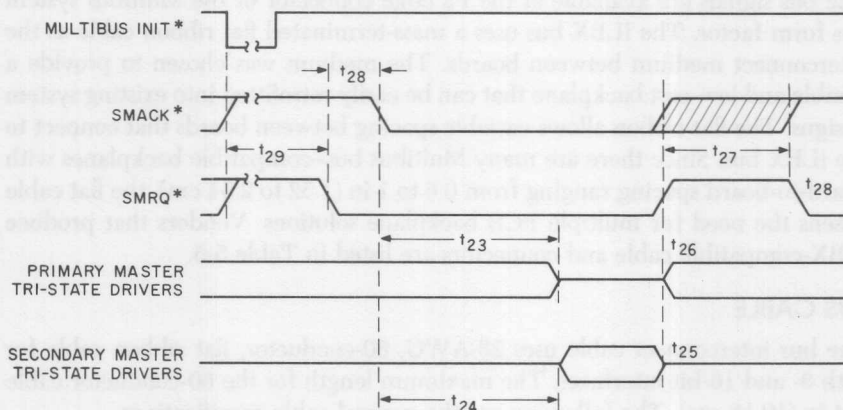 MULTIBUS INIT*
t28
SMACK*
t29
t27
SMRQ*
t28
t23
t26
PRIMARY MASTER
TRI-STATE DRIVERS
t25
SECONDARY MASTER
TRI-STATE DRIVERS
t24